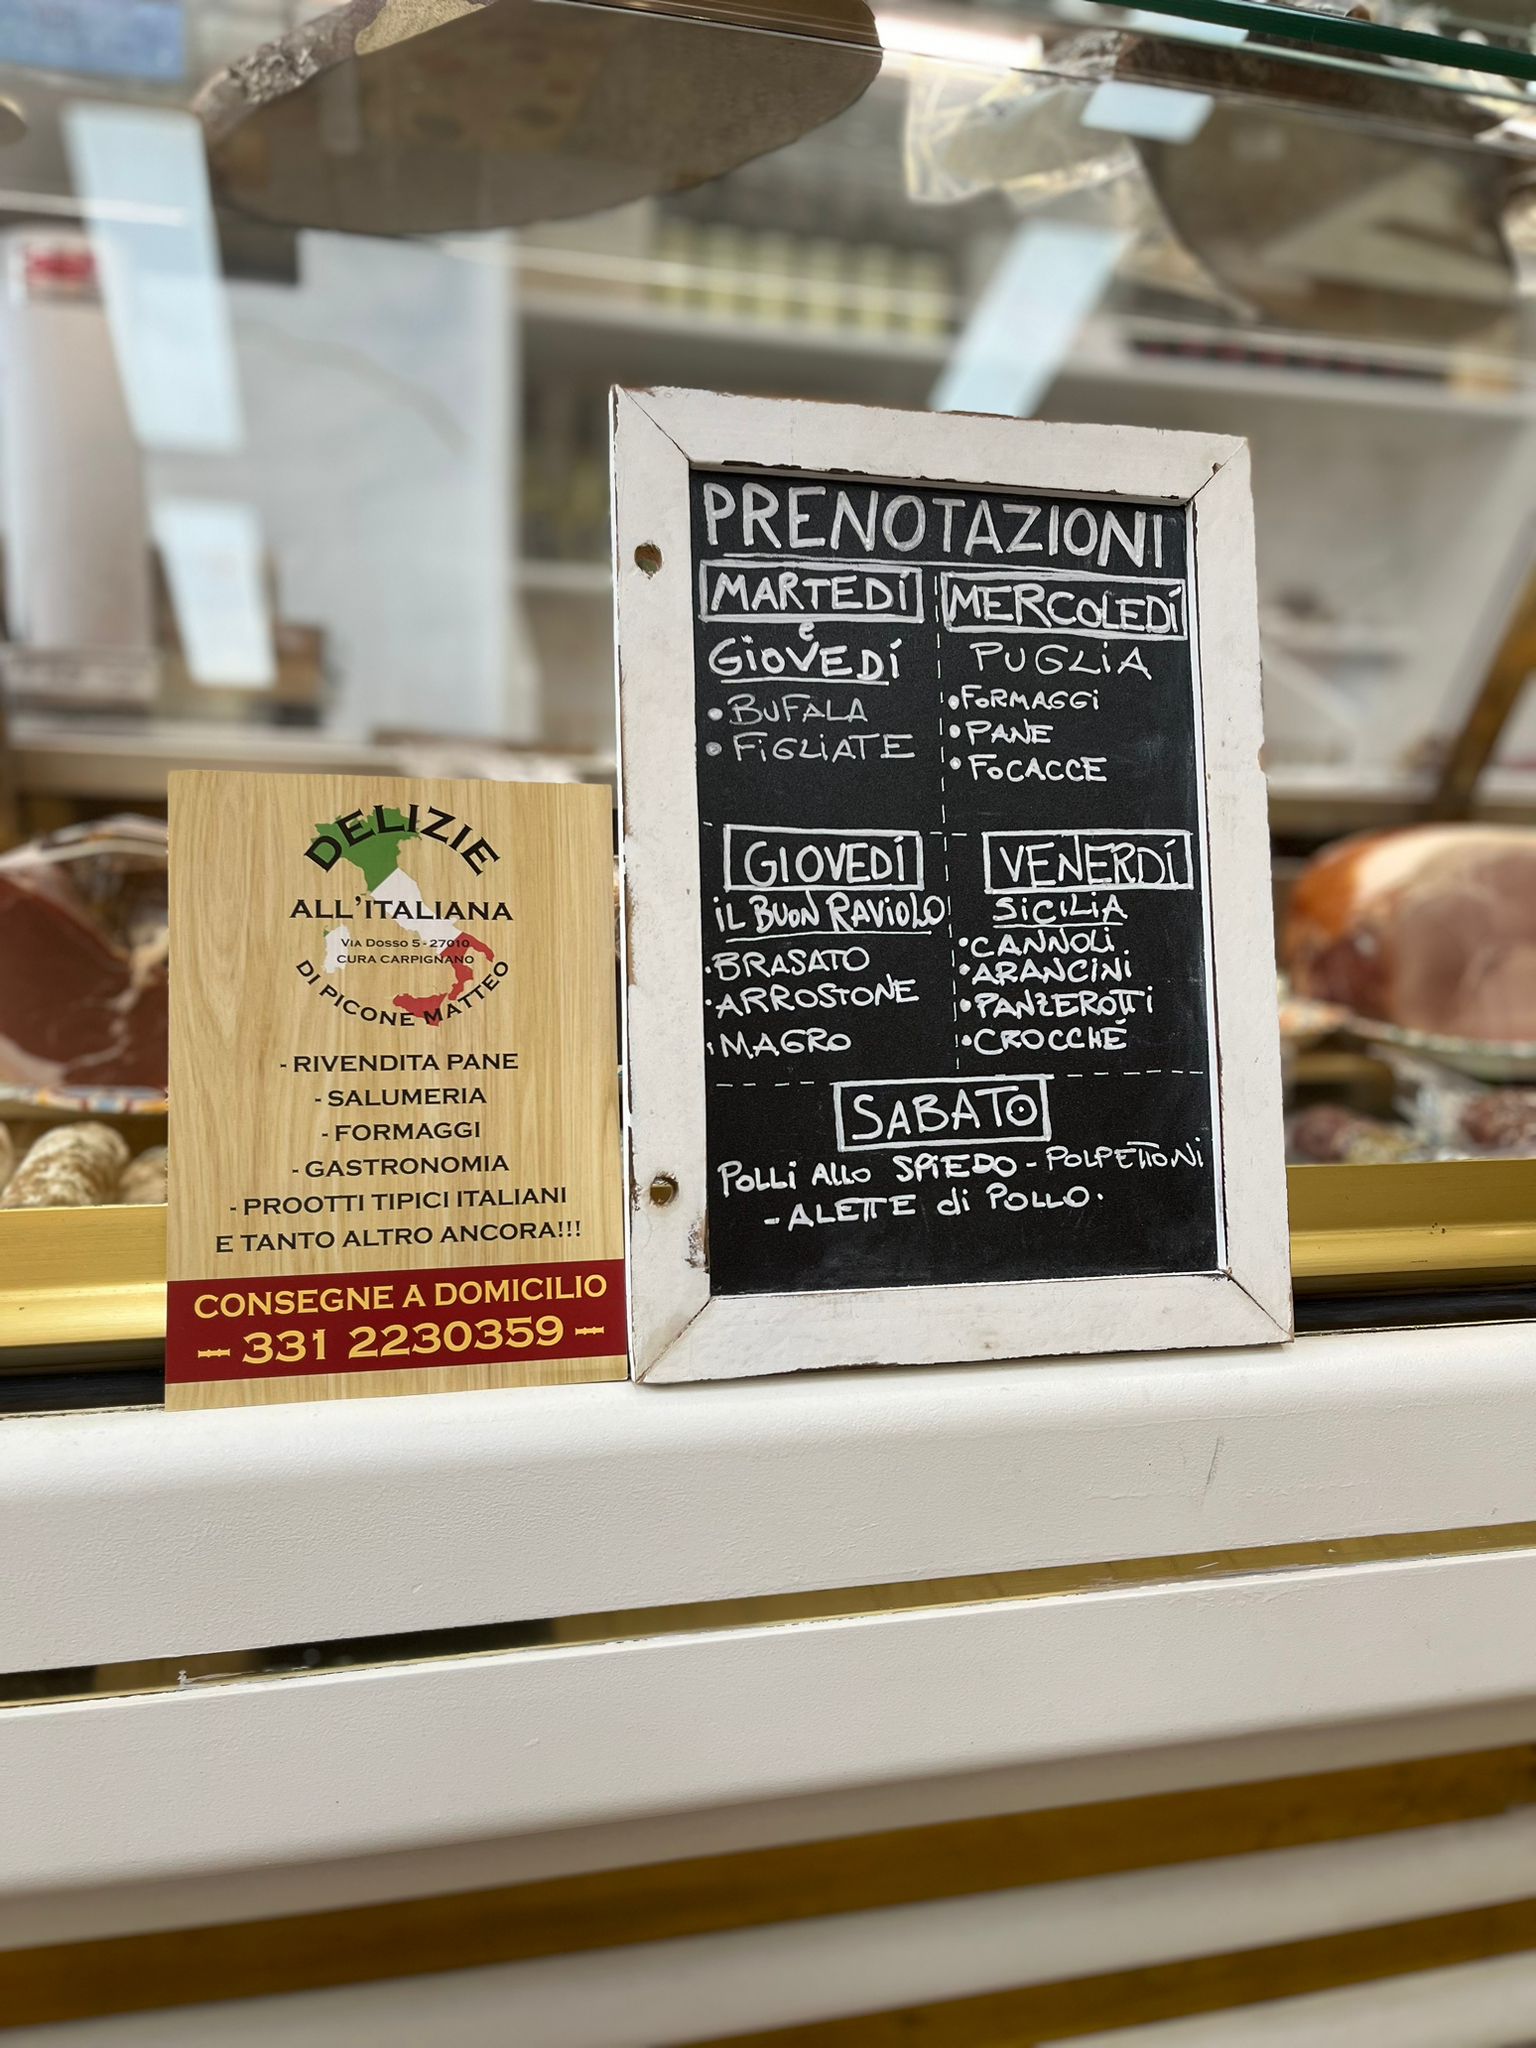 DELIZIE
ALL'ITALIANA
VIA DOSSO 5 - 27010
CURA CARPIGNANO
DI PICONE MATTEO
- RIVENDITA PANE
- SALUMERIA
- FORMAGGI
- GASTRONOMIA
- PROOTTI TIPICI ITALIANI
E TANTO ALTRO ANCORA!!!
CONSEGNE A DOMICILIO
331 2230359
PRENOTAZIONI
MARTEDÍ
e
GiOVEDÍ
• BUFALA
• FiGLiATE
MERCOLEDÍ
PUGLiA
• FORMAGGi
• PANE
• FOCACCE
GIOVEDÍ
iL BUON RAViOLO
• BRASATO
• ARROSTONE
• MAGRO
VENERDÍ
SiCiLiA
• CANNOLi
• ARANCiNi
• PANZEROTTi
• CROCCHÉ
SABATO
POLLi ALLO SPiEDO - POLPETTONi
- ALETTE di POLLO.